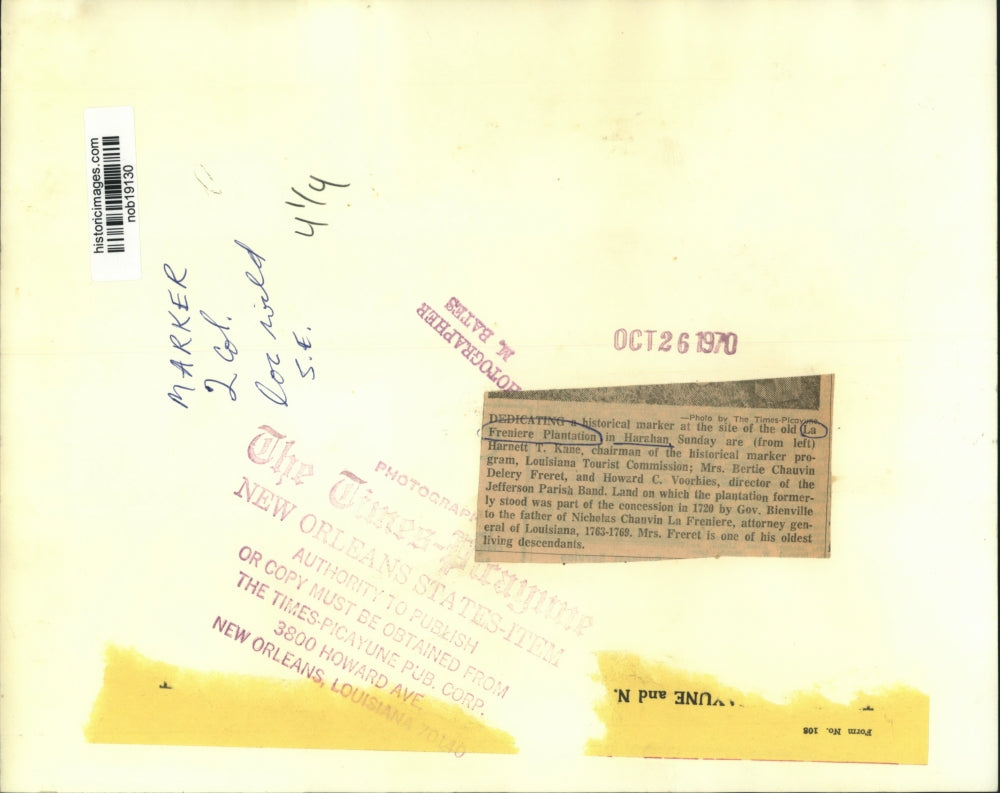 historicimages.com
nob19130
MARKER
2 Col.
4 1/4
S.E.
PHOTOGRAPHER
M. BATES
OCT 26 1970
—Photo by The Times-Picayune.
DEDICATING a historical marker at the site of the old La
Freniere Plantation in Harahan Sunday are (from left)
Harnett T. Kane, chairman of the historical marker pro-
gram, Louisiana Tourist Commission; Mrs. Bertie Chauvin
Delery Freret, and Howard C. Voorhies, director of the
Jefferson Parish Band. Land on which the plantation former-
ly stood was part of the concession in 1720 by Gov. Bienville
to the father of Nicholas Chauvin La Freniere, attorney gen-
eral of Louisiana, 1763-1769. Mrs. Freret is one of his oldest
living descendants.
PHOTOGRAP
The Times-Picayune
NEW ORLEANS STATES-ITEM
AUTHORITY TO PUBLISH
OR COPY MUST BE OBTAINED FROM
THE TIMES-PICAYUNE PUB. CORP.
3800 HOWARD AVE.
NEW ORLEANS, LOUISIANA 70140
YUNE and N.
Form No. 108